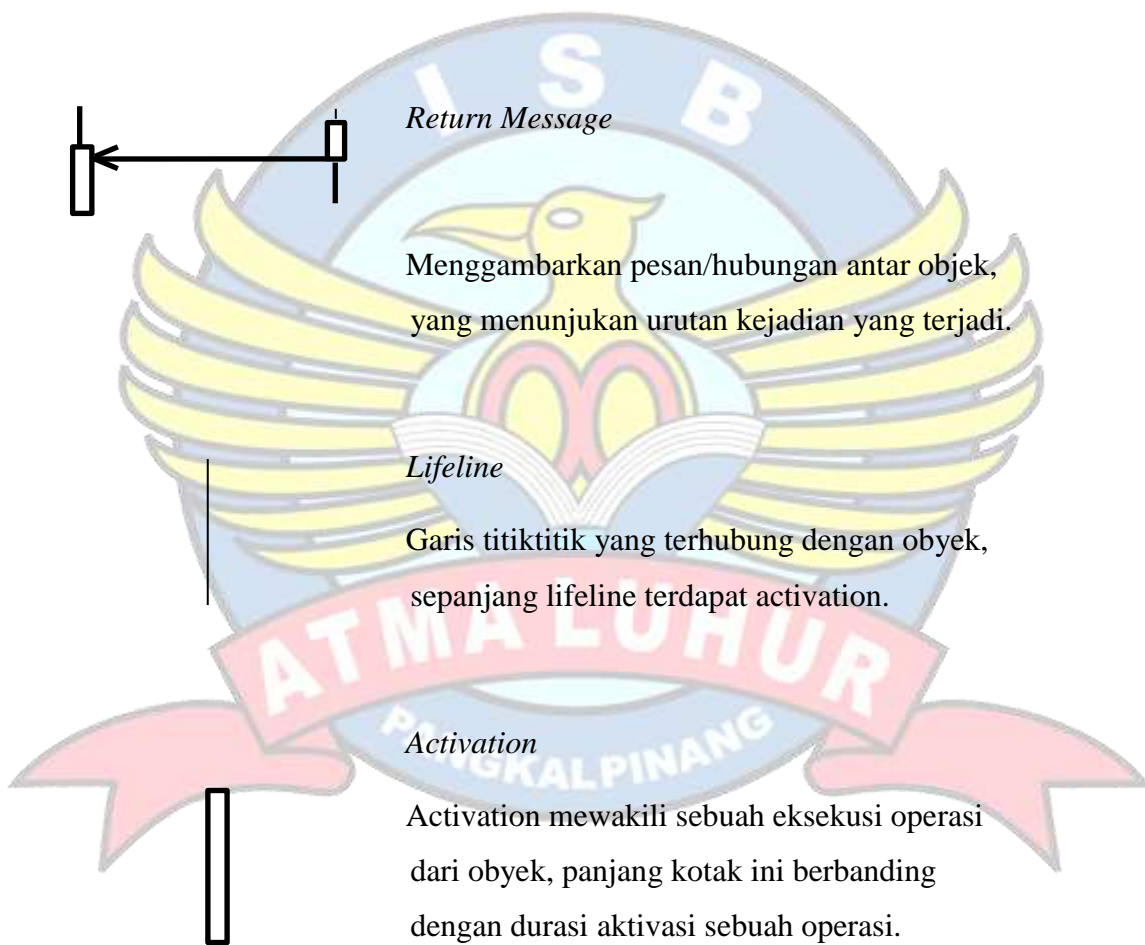 I S B
Return Message
Menggambarkan pesan/hubungan antar objek,
yang menunjukan urutan kejadian yang terjadi.
Lifeline
Garis titiktitik yang terhubung dengan obyek,
sepanjang lifeline terdapat activation.
ATMA LUHUR
Activation
PANGKALPINANG
Activation mewakili sebuah eksekusi operasi
dari obyek, panjang kotak ini berbanding
dengan durasi aktivasi sebuah operasi.